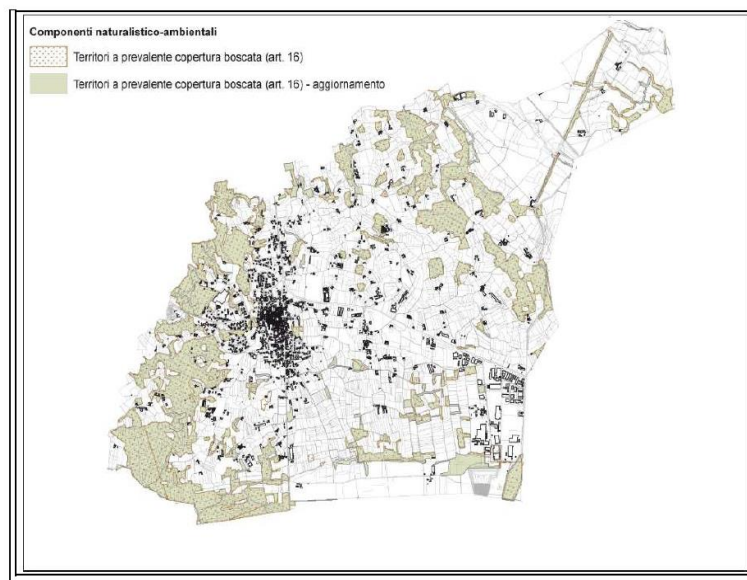 Componenti naturalistico-ambientali
Territori a prevalente copertura boscata (art. 16)
Territori a prevalente copertura boscata (art. 16) - aggiornamento